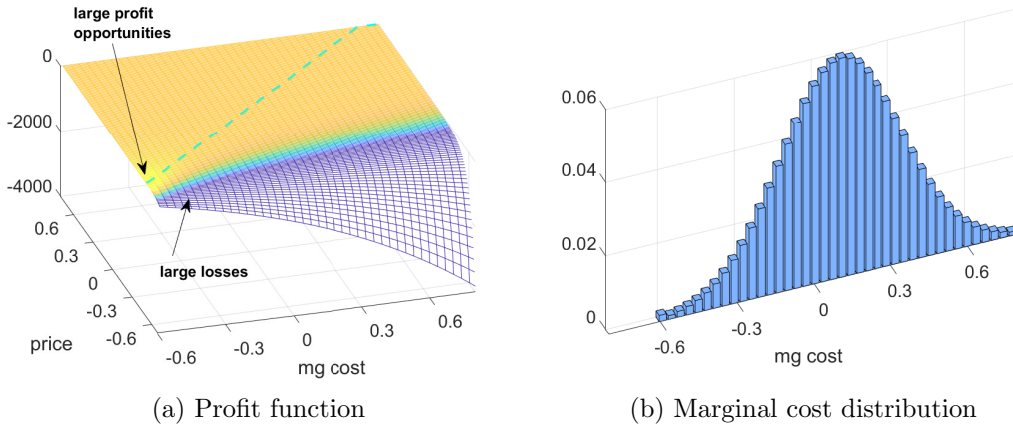 large profit
opportunities
0
-2000
-4000
0.6
0.3
0
-0.3
-0.6
price
large losses
-0.6
-0.3
0
0.3
0.6
mg cost
(a) Profit function
0.06
0.04
0.02
0
-0.6
-0.3
0
0.3
0.6
mg cost
(b) Marginal cost distribution